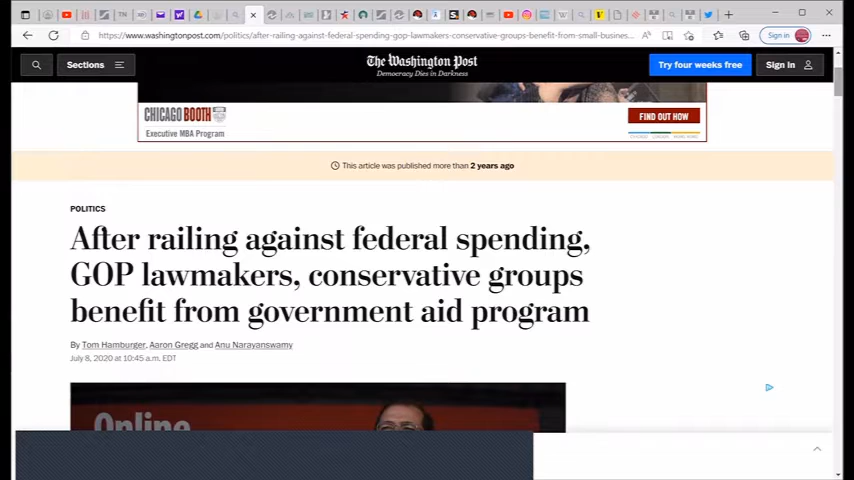 https://www.washingtonpost.com/politics/after-railing-against-federal-spending-gop-lawmakers-conservative-groups-benefit-from-small-busines...
Sign in
Sections
The Washington Post
Democracy Dies in Darkness
Try four weeks free
Sign In
CHICAGO BOOTH
Executive MBA Program
FIND OUT HOW
This article was published more than 2 years ago
POLITICS
After railing against federal spending,
GOP lawmakers, conservative groups
benefit from government aid program
By Tom Hamburger, Aaron Gregg and Anu Narayanswamy
July 8, 2020 at 10:45 a.m. EDT
Online